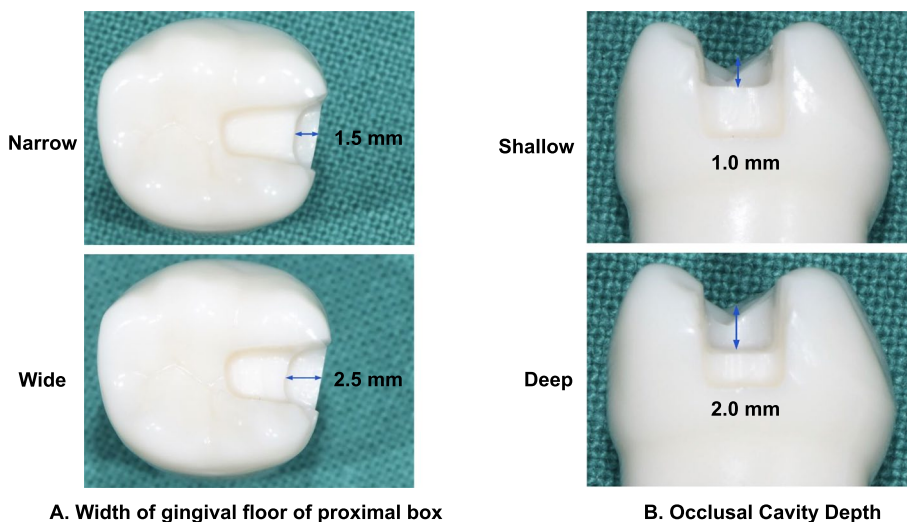 Narrow
1.5 mm
Wide
2.5 mm
A. Width of gingival floor of proximal box
Shallow
1.0 mm
Deep
2.0 mm
B. Occlusal Cavity Depth